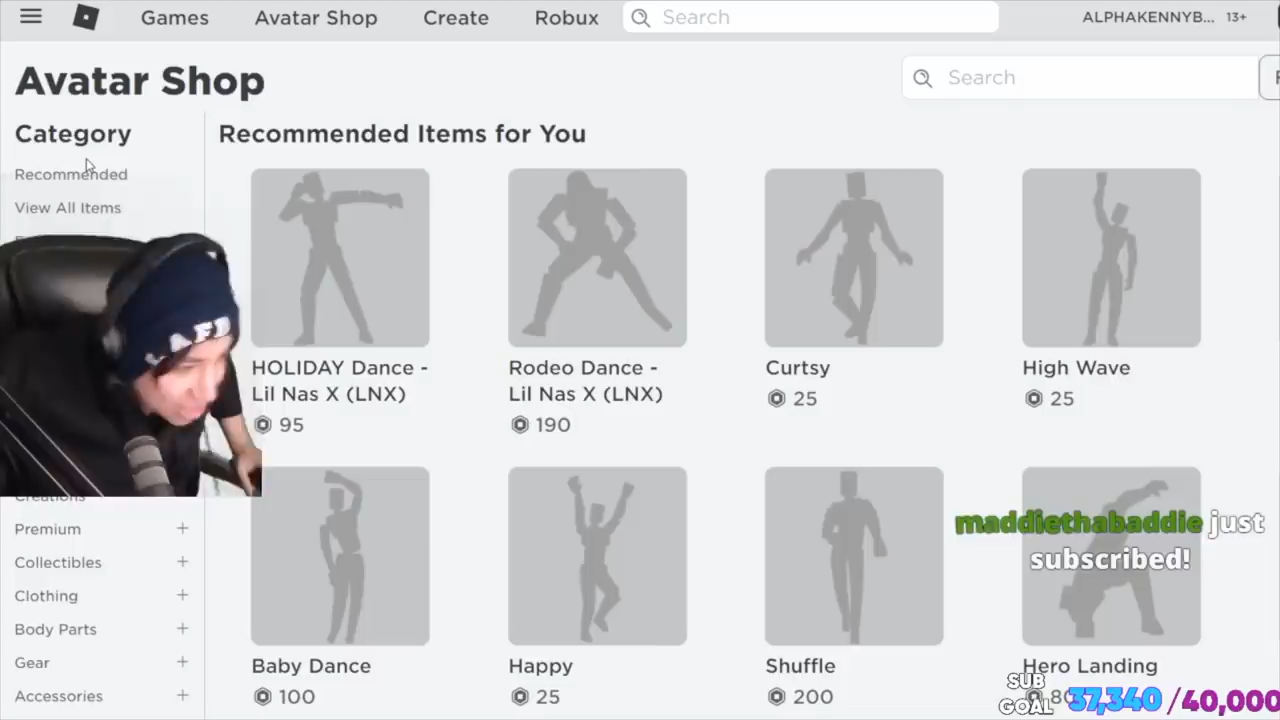 Games
Avatar Shop
Create
Robux
Search
ALPHAKENNYB...
13+
Avatar Shop
Search
Category
Recommended
View All Items
Creations
Premium +
Collectibles +
Clothing +
Body Parts +
Gear +
Accessories +
Recommended Items for You
HOLIDAY Dance -
Lil Nas X (LNX)
95
Rodeo Dance -
Lil Nas X (LNX)
190
Curtsy
25
High Wave
25
Baby Dance
100
Happy
25
Shuffle
200
Hero Landing
maddiethabaddie just
subscribed!
SUB
GOAL 37,340 /40,000